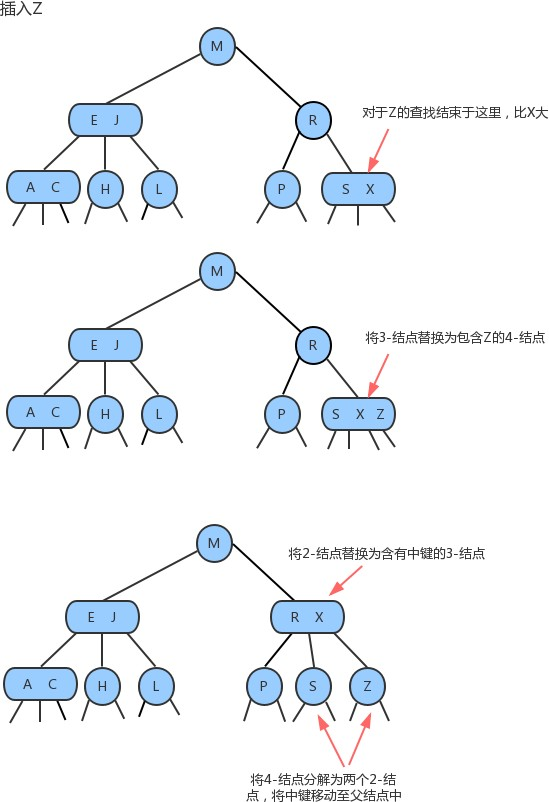 插入Z
M
E J
R
对于Z的查找结束于这里，比X大
A C
H
L
P
S X
M
E J
R
将3-结点替换为包含Z的4-结点
A C
H
L
P
S X Z
M
将2-结点替换为含有中键的3-结点
E J
R X
A C
H
L
P
S
Z
将4-结点分解为两个2-结
点，将中键移动至父结点中